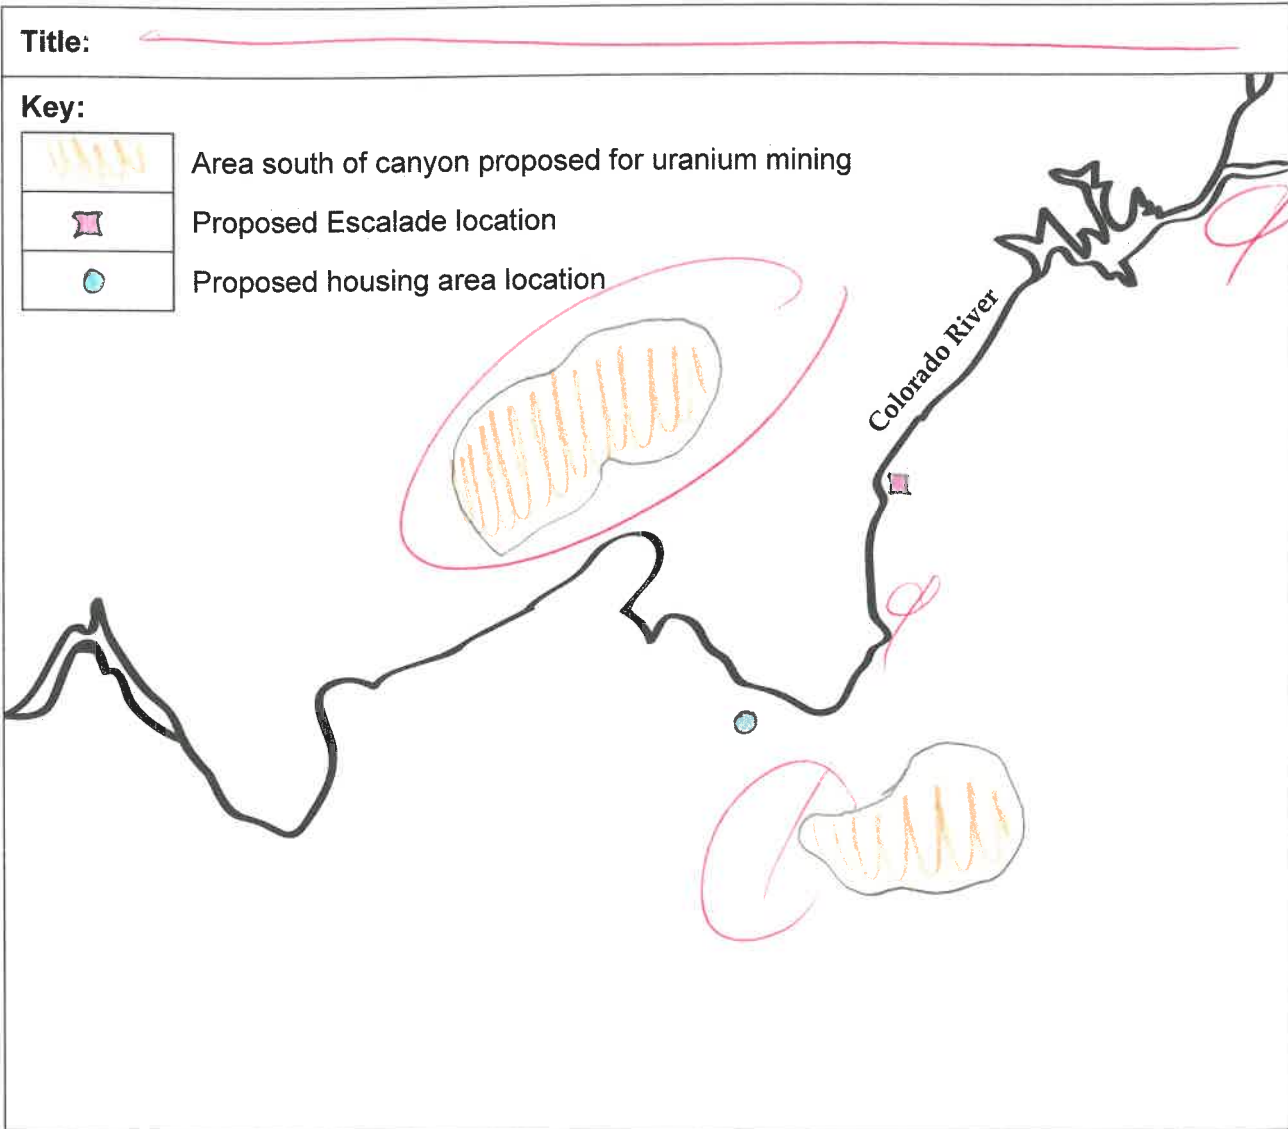 Title:
Key:
Area south of canyon proposed for uranium mining
Proposed Escalade location
Proposed housing area location
Colorado River